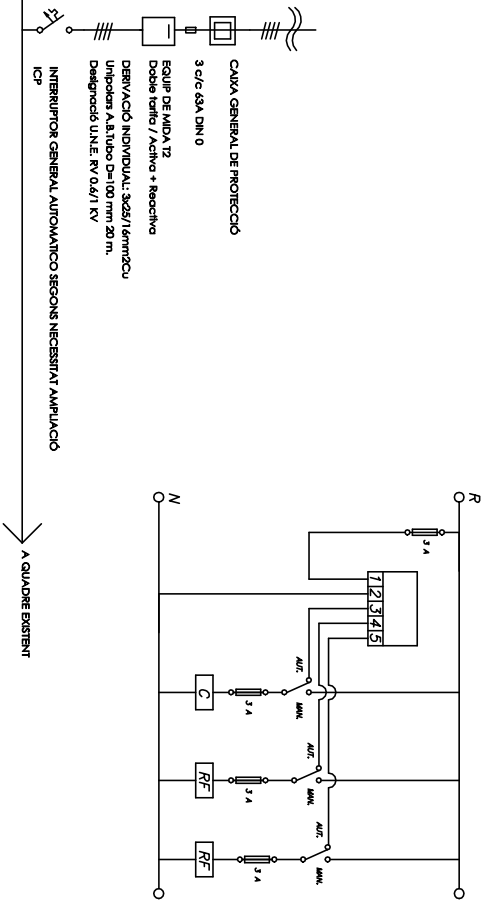 CAIXA GENERAL DE PROTECCIÓ
3 c/c 63A DIN 0
EQUIP DE MIDA T2
Doble tarifa / Activa + Reactiva
DERIVACIÓ INDIVIDUAL: 3x25/16mm2Cu
Unipolars A.B.Tubo D=100 mm 20 m.
Designació U.N.E. RV 0.6/1 KV
INTERRUPTOR GENERAL AUTOMATICO SEGONS NECESSITAT AMPLIACIÓ
ICP
A QUADRE EXISTENT
R
3 A
1 2 3 4 5
AUT.
MAN.
3 A
C
AUT.
MAN.
3 A
RF
AUT.
MAN.
3 A
RF
N